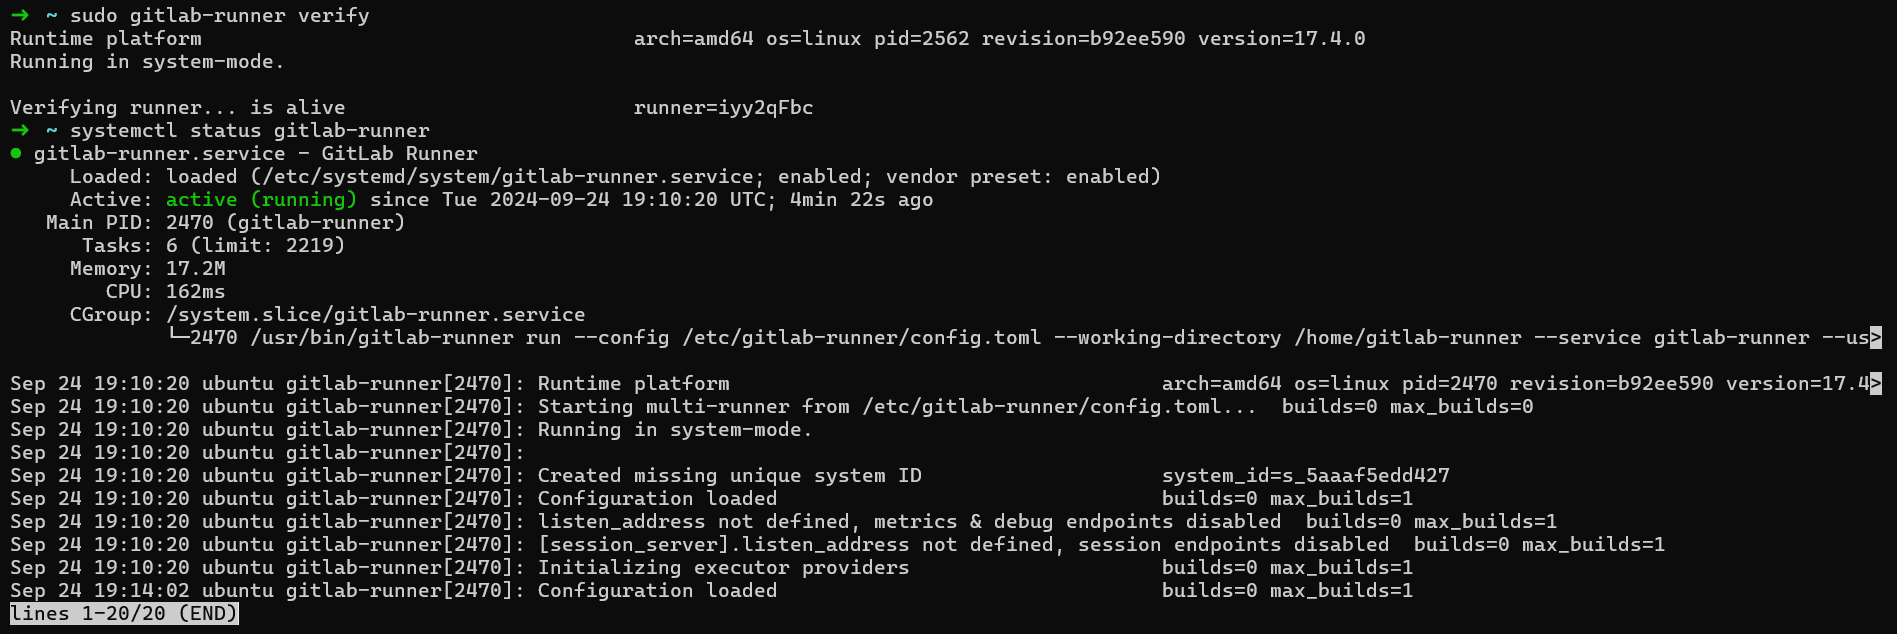 → ~ sudo gitlab-runner verify
Runtime platform                                    arch=amd64 os=linux pid=2562 revision=b92ee590 version=17.4.0
Running in system-mode.

Verifying runner... is alive                        runner=iyy2qFbc
→ ~ systemctl status gitlab-runner
● gitlab-runner.service - GitLab Runner
     Loaded: loaded (/etc/systemd/system/gitlab-runner.service; enabled; vendor preset: enabled)
     Active: active (running) since Tue 2024-09-24 19:10:20 UTC; 4min 22s ago
   Main PID: 2470 (gitlab-runner)
      Tasks: 6 (limit: 2219)
     Memory: 17.2M
        CPU: 162ms
     CGroup: /system.slice/gitlab-runner.service
             └─2470 /usr/bin/gitlab-runner run --config /etc/gitlab-runner/config.toml --working-directory /home/gitlab-runner --service gitlab-runner --us>

Sep 24 19:10:20 ubuntu gitlab-runner[2470]: Runtime platform                                    arch=amd64 os=linux pid=2470 revision=b92ee590 version=17.4>
Sep 24 19:10:20 ubuntu gitlab-runner[2470]: Starting multi-runner from /etc/gitlab-runner/config.toml...  builds=0 max_builds=0
Sep 24 19:10:20 ubuntu gitlab-runner[2470]: Running in system-mode.
Sep 24 19:10:20 ubuntu gitlab-runner[2470]:
Sep 24 19:10:20 ubuntu gitlab-runner[2470]: Created missing unique system ID                    system_id=s_5aaaf5edd427
Sep 24 19:10:20 ubuntu gitlab-runner[2470]: Configuration loaded                                builds=0 max_builds=1
Sep 24 19:10:20 ubuntu gitlab-runner[2470]: listen_address not defined, metrics & debug endpoints disabled  builds=0 max_builds=1
Sep 24 19:10:20 ubuntu gitlab-runner[2470]: [session_server].listen_address not defined, session endpoints disabled  builds=0 max_builds=1
Sep 24 19:10:20 ubuntu gitlab-runner[2470]: Initializing executor providers                     builds=0 max_builds=1
Sep 24 19:14:02 ubuntu gitlab-runner[2470]: Configuration loaded                                builds=0 max_builds=1
lines 1-20/20 (END)